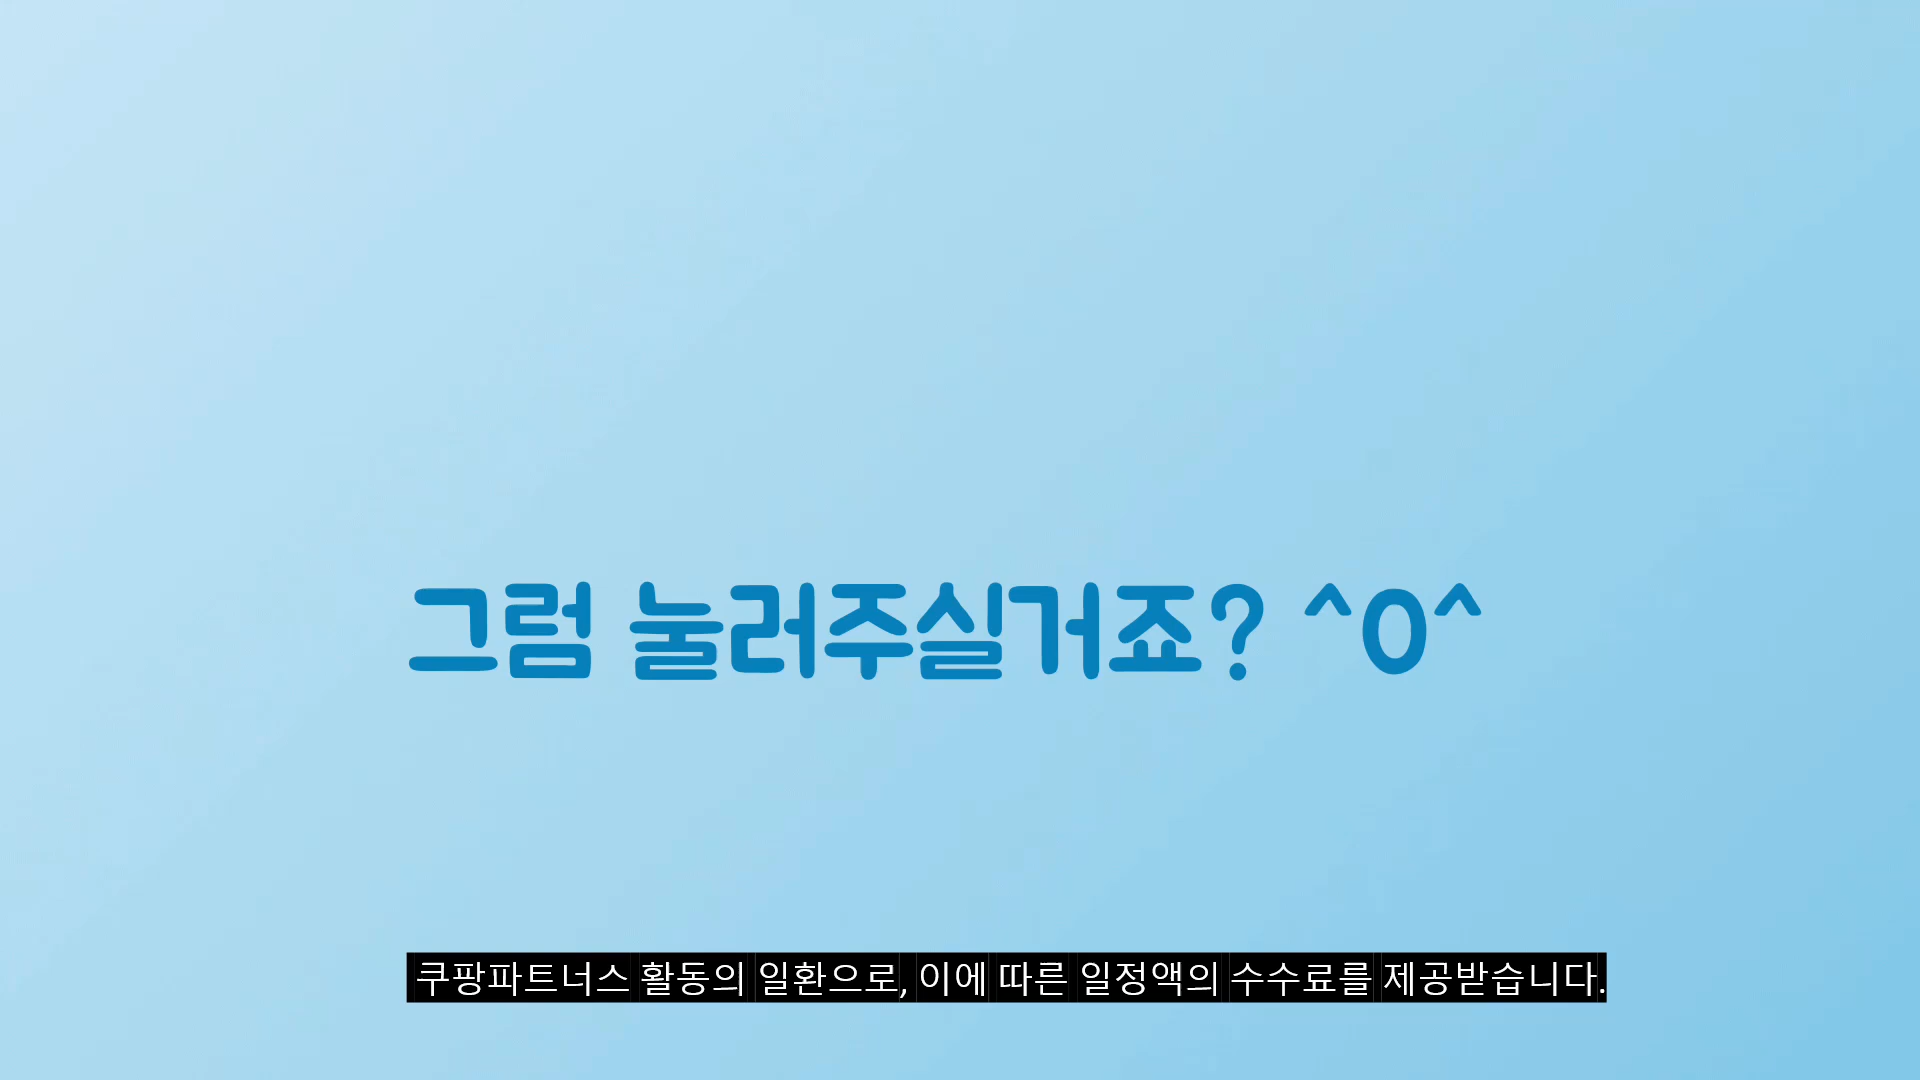 그럼 눌러주실거죠? ^0^
쿠팡파트너스 활동의 일환으로, 이에 따른 일정액의 수수료를 제공받습니다.